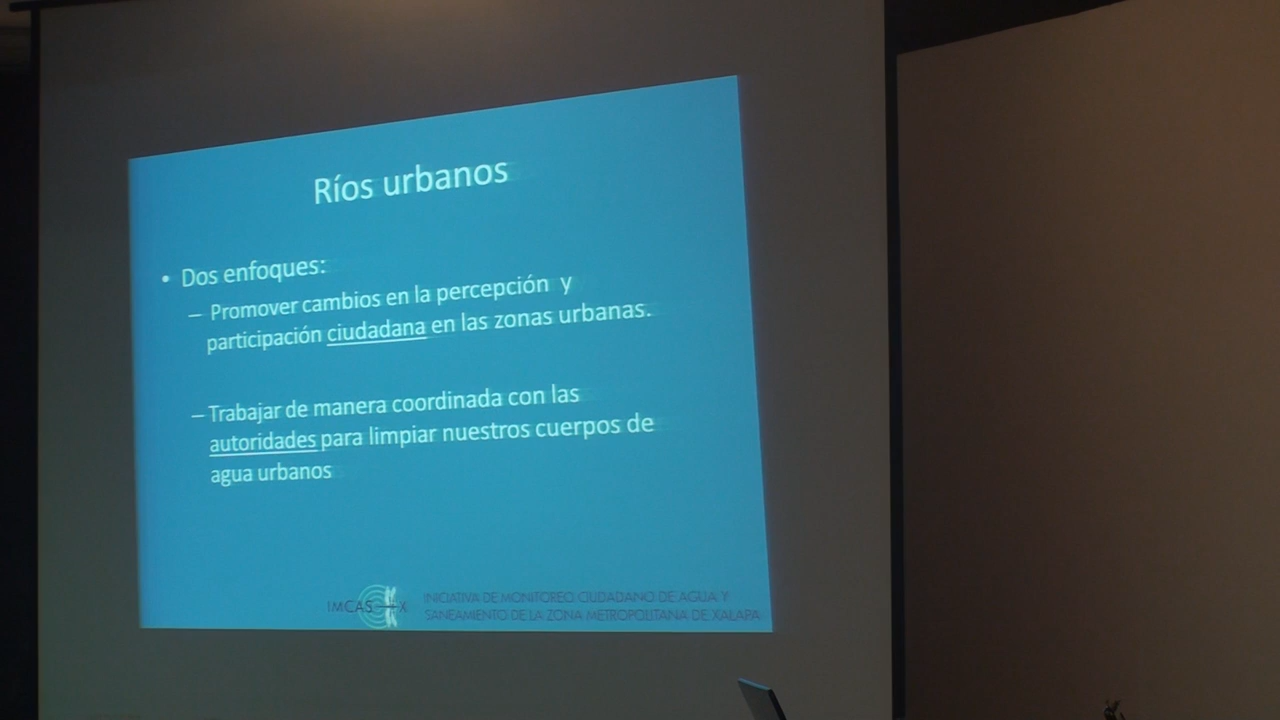 Ríos urbanos
• Dos enfoques:
– Promover cambios en la percepción y
participación ciudadana en las zonas urbanas.
– Trabajar de manera coordinada con las
autoridades para limpiar nuestros cuerpos de
agua urbanos
IMCAS X
INICIATIVA DE MONITOREO CIUDADANO DE AGUA Y
SANEAMIENTO DE LA ZONA METROPOLITANA DE XALAPA